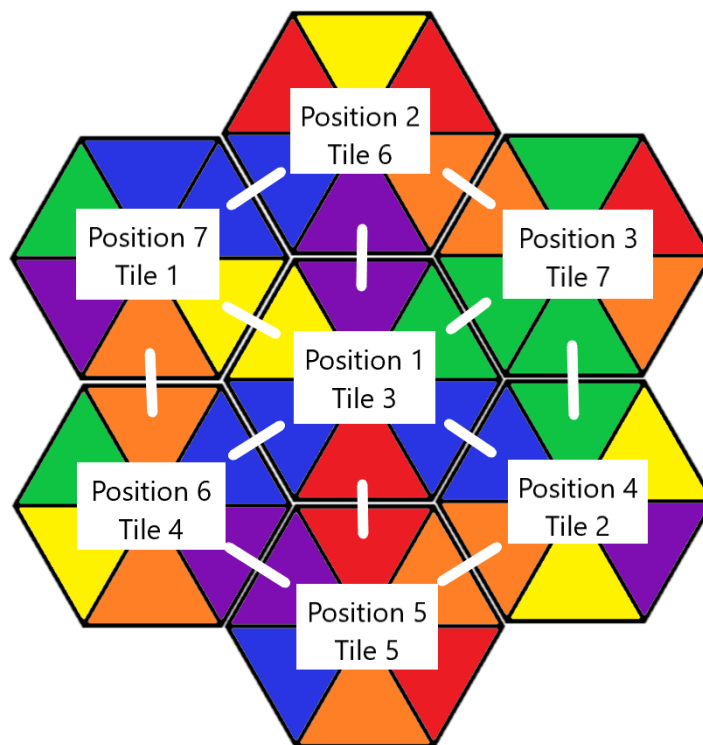 Position 2
Tile 6
Position 7
Tile 1
Position 3
Tile 7
Position 1
Tile 3
Position 6
Tile 4
Position 4
Tile 2
Position 5
Tile 5